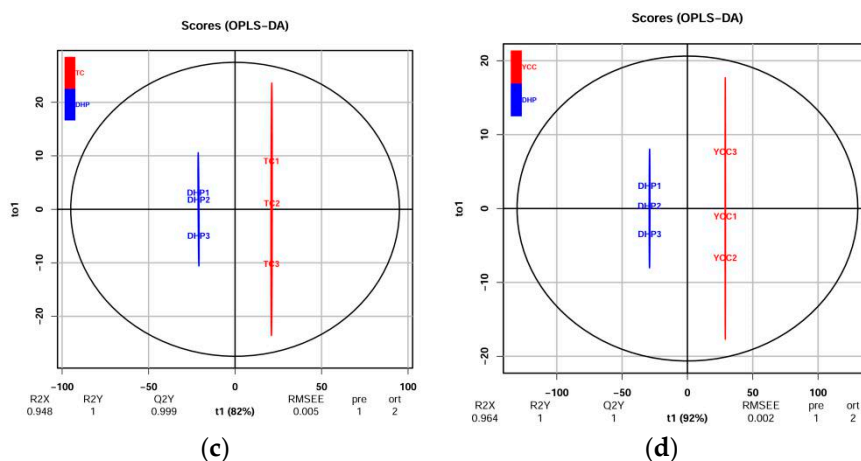 Scores (OPLS−DA)
TC
DHP
to1
20
10
0
−10
−20
DHP1
DHP2
DHP3
TC1
TC2
TC3
−100 −50 0 50 100
R2X R2Y Q2Y RMSEE pre ort
0.948 1 0.999 t1 (82%) 0.005 1 2
(c)
Scores (OPLS−DA)
YCC
DHP
to1
20
10
0
−10
−20
DHP1
DHP2
DHP3
YCC3
YCC1
YCC2
−100 −50 0 50 100
R2X R2Y Q2Y RMSEE pre ort
0.964 1 1 t1 (92%) 0.002 1 2
(d)